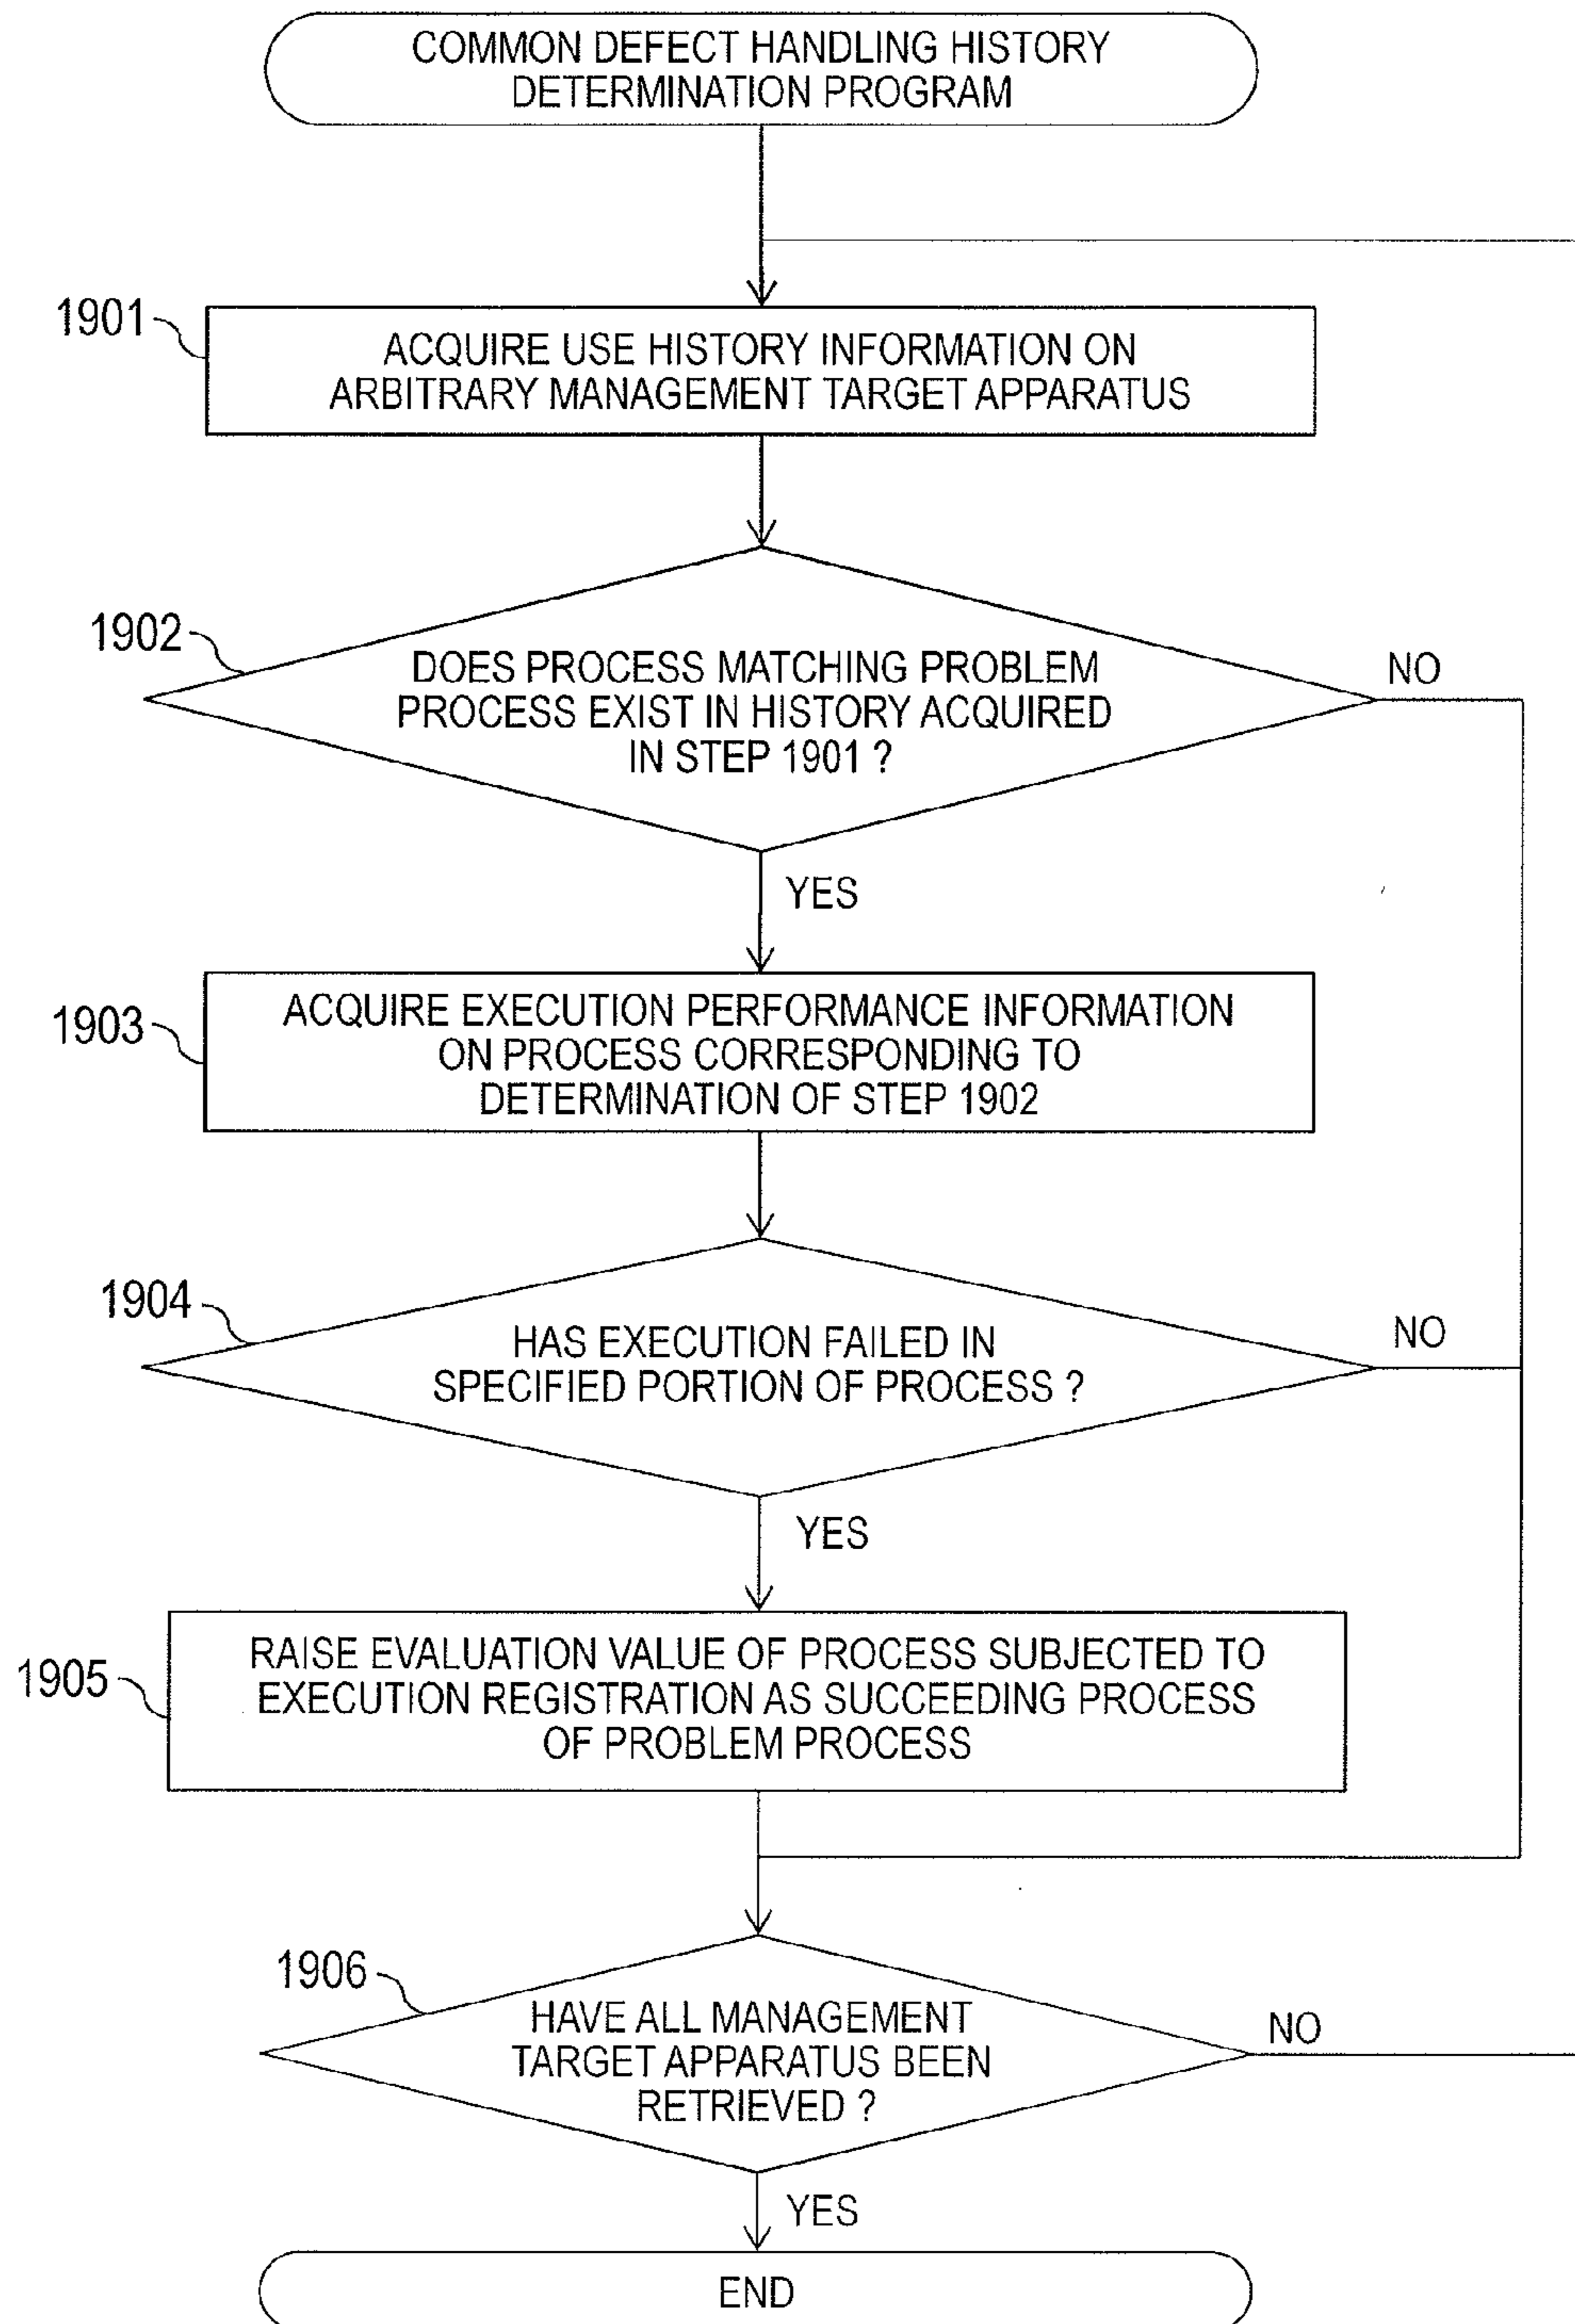 COMMON DEFECT HANDLING HISTORY
DETERMINATION PROGRAM
1901
ACQUIRE USE HISTORY INFORMATION ON
ARBITRARY MANAGEMENT TARGET APPARATUS
1902
DOES PROCESS MATCHING PROBLEM
PROCESS EXIST IN HISTORY ACQUIRED
IN STEP 1901 ?
NO
YES
1903
ACQUIRE EXECUTION PERFORMANCE INFORMATION
ON PROCESS CORRESPONDING TO
DETERMINATION OF STEP 1902
1904
HAS EXECUTION FAILED IN
SPECIFIED PORTION OF PROCESS ?
NO
YES
1905
RAISE EVALUATION VALUE OF PROCESS SUBJECTED TO
EXECUTION REGISTRATION AS SUCCEEDING PROCESS
OF PROBLEM PROCESS
1906
HAVE ALL MANAGEMENT
TARGET APPARATUS BEEN
RETRIEVED ?
NO
YES
END